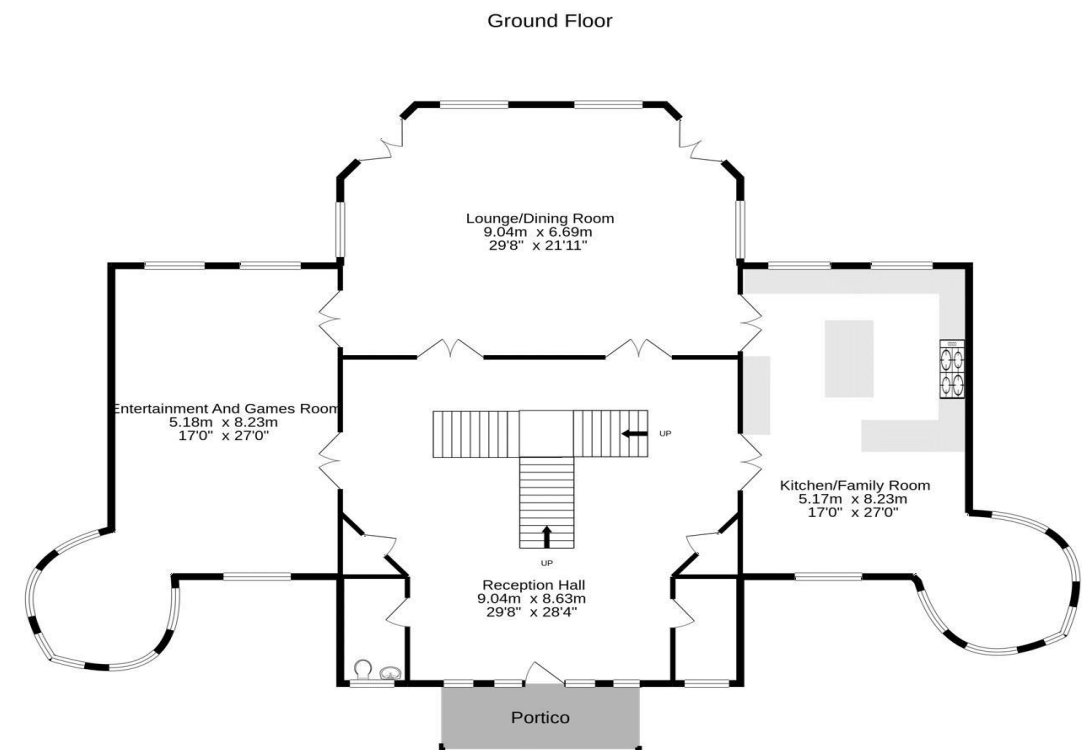 Ground Floor
Lounge/Dining Room
9.04m x 6.69m
29'8" x 21'11"
Entertainment And Games Room
5.18m x 8.23m
17'0" x 27'0"
UP
Kitchen/Family Room
5.17m x 8.23m
17'0" x 27'0"
UP
Reception Hall
9.04m x 8.63m
29'8" x 28'4"
Portico